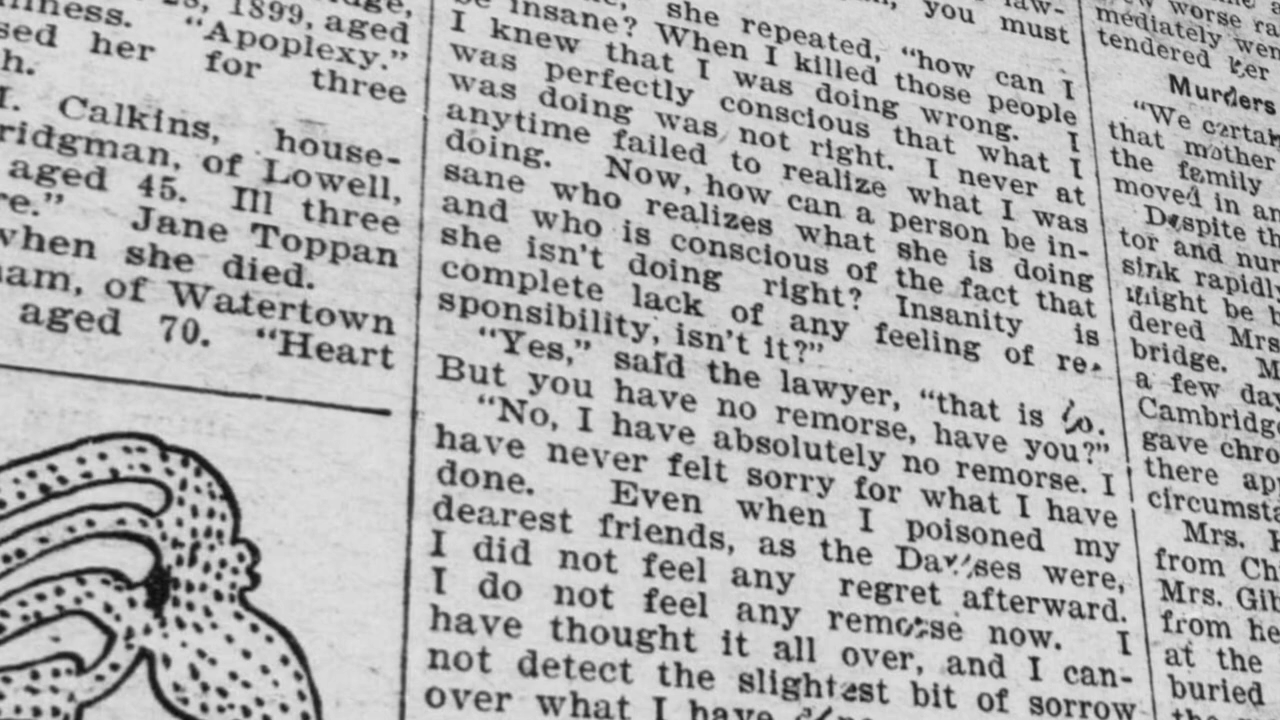 28, 1899, aged
"Apoplexy."
her for three
Calkins, house-
ridgman, of Lowell,
aged 45. Ill three
Jane Toppan
when she died.
of Watertown
aged 70. "Heart
you must
she repeated, "how can I
be insane? When I killed those people
I knew that I was doing wrong. I
was perfectly conscious that what I
was doing was not right. I never at
anytime failed to realize what I was
doing. Now, how can a person be in-
sane who realizes what she is doing
and who is conscious of the fact that
she isn't doing right? Insanity is
complete lack of any feeling of re-
sponsibility, isn't it?"
"Yes," said the lawyer, "that is so.
But you have no remorse, have you?"
"No, I have absolutely no remorse. I
have never felt sorry for what I have
done. Even when I poisoned my
dearest friends, as the Davises were,
I did not feel any regret afterward.
I do not feel any remorse now. I
have thought it all over, and I can-
not detect the slightest bit of sorrow
over what I have
worse
mediately
tendered her
Murders
"We
that mother
the family
moved in
Despite
tor and
sink rapidly
might be
dered Mrs.
bridge.
a few
Cambridge
gave
there
Mrs.
from
Mrs.
from
at the
buried